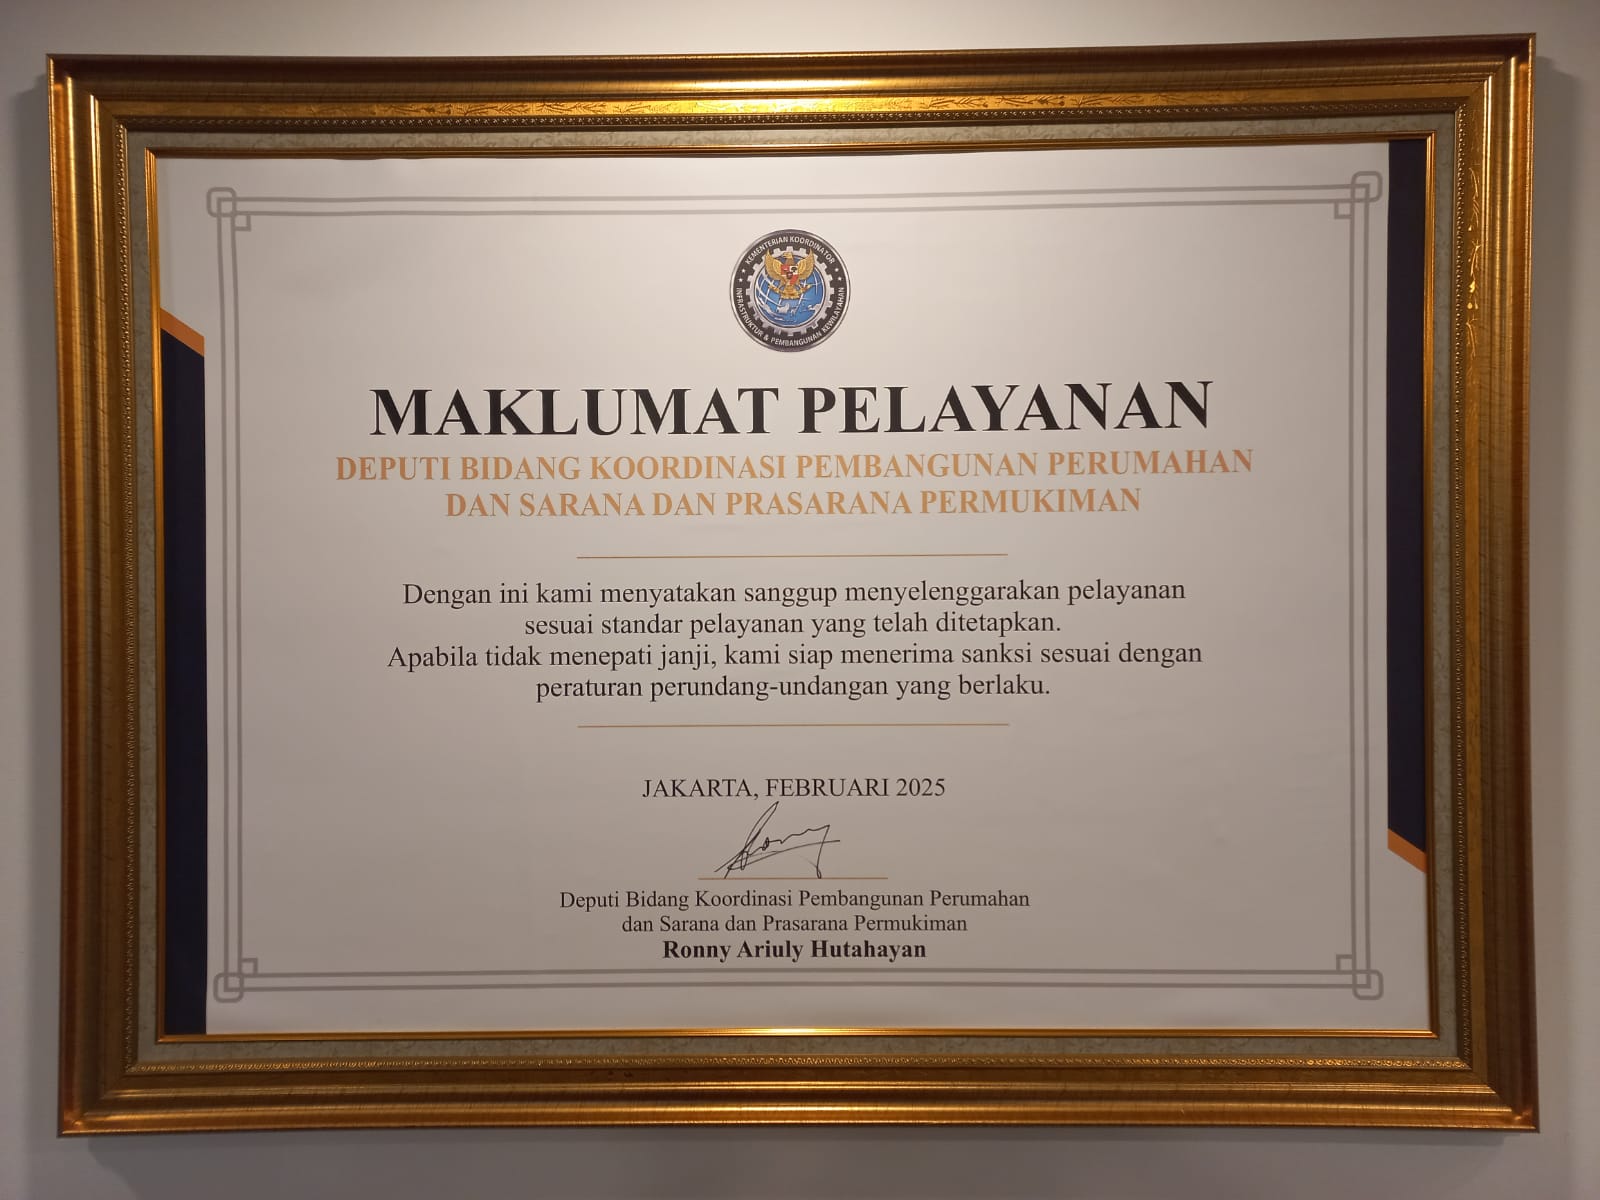 KEMENTERIAN KOORDINATOR
INFRASTRUKTUR & PEMBANGUNAN KEWILAYAHAN
MAKLUMAT PELAYANAN
DEPUTI BIDANG KOORDINASI PEMBANGUNAN PERUMAHAN
DAN SARANA DAN PRASARANA PERMUKIMAN
Dengan ini kami menyatakan sanggup menyelenggarakan pelayanan
sesuai standar pelayanan yang telah ditetapkan.
Apabila tidak menepati janji, kami siap menerima sanksi sesuai dengan
peraturan perundang-undangan yang berlaku.
JAKARTA, FEBRUARI 2025
Deputi Bidang Koordinasi Pembangunan Perumahan
dan Sarana dan Prasarana Permukiman
Ronny Ariuly Hutahayan